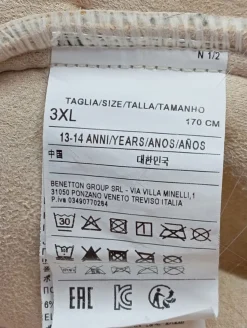 N 1/2
TAGLIA/SIZE/TALLA/TAMANHO
3XL
170 CM
13-14 ANNI/YEARS/ANOS/AÑOS
中国
대한민국
BENETTON GROUP SRL - VIA VILLA MINELLI,1
31050 PONZANO VENETO TREVISO ITALIA
P.iva 03490770264
30
EAC